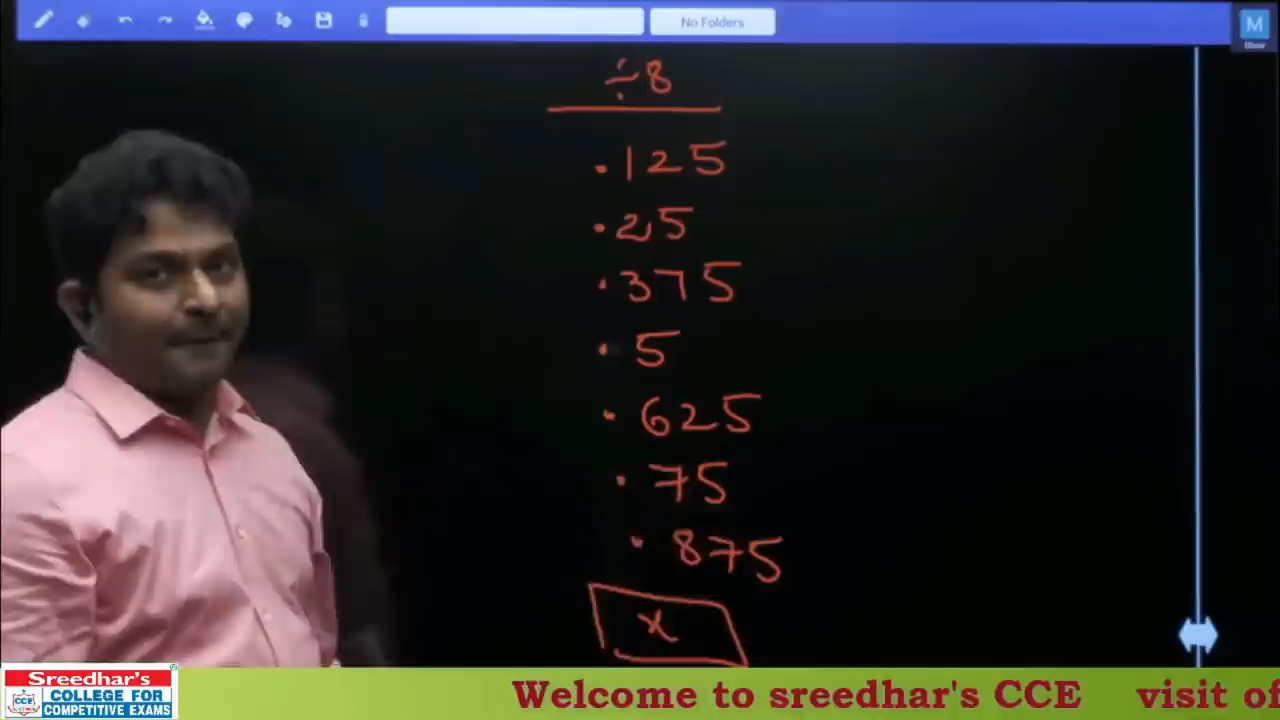 No Folders
M
÷8
.125
.25
.375
.5
.625
.75
.875
x
Sreedhar's
CCE
COLLEGE FOR
COMPETITIVE EXAMS
Welcome to sreedhar's CCE visit of